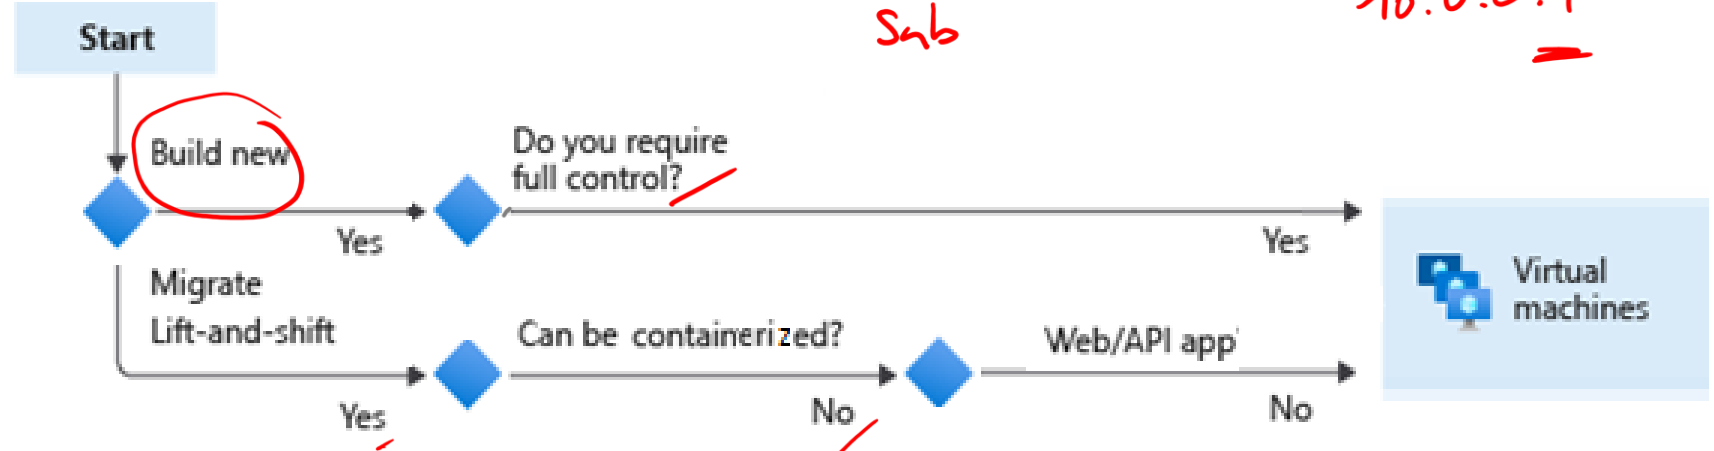 Sub
Start
Build new
Do you require
full control?
Yes
Yes
Virtual
machines
Migrate
Lift-and-shift
Can be containerized?
Web/API app
Yes
No
No